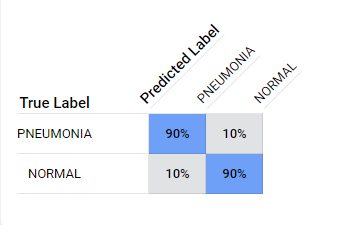 True Label
Predicted Label
PNEUMONIA
NORMAL
PNEUMONIA
90%
10%
NORMAL
10%
90%